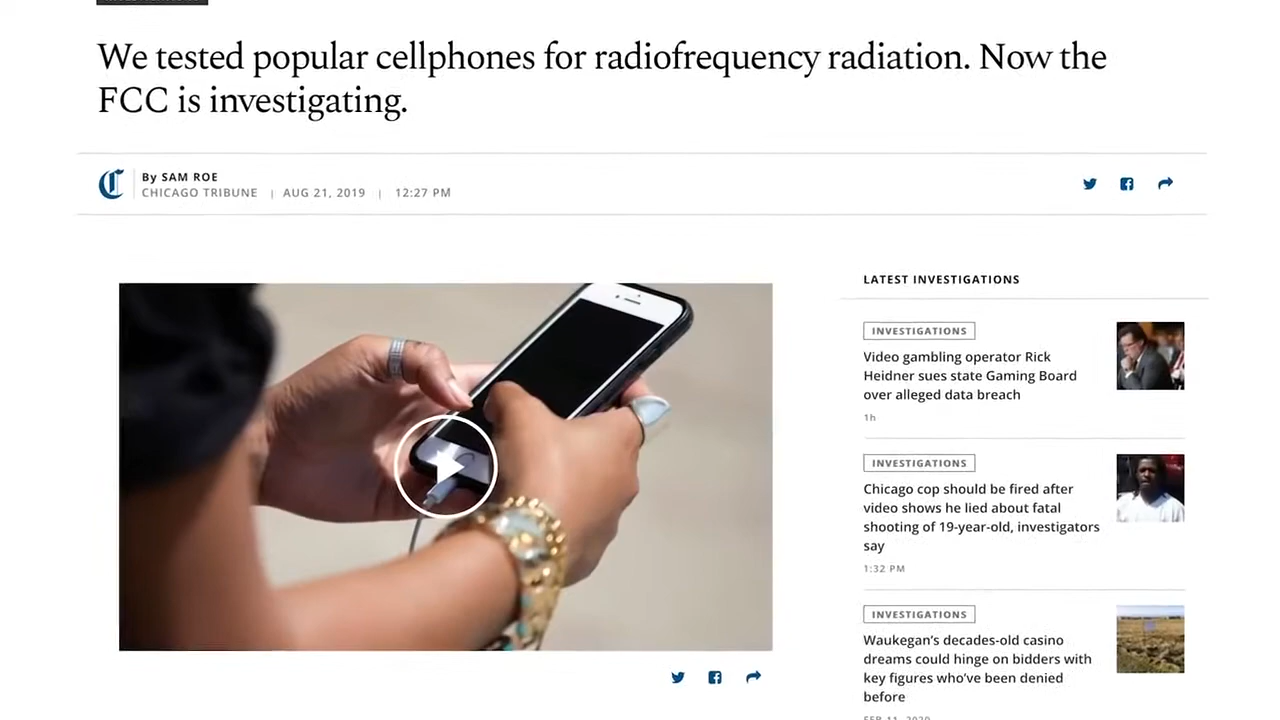 We tested popular cellphones for radiofrequency radiation. Now the
FCC is investigating.
By SAM ROE
CHICAGO TRIBUNE | AUG 21, 2019 | 12:27 PM
LATEST INVESTIGATIONS
INVESTIGATIONS
Video gambling operator Rick
Heidner sues state Gaming Board
over alleged data breach
1h
INVESTIGATIONS
Chicago cop should be fired after
video shows he lied about fatal
shooting of 19-year-old, investigators
say
1:32 PM
INVESTIGATIONS
Waukegan’s decades-old casino
dreams could hinge on bidders with
key figures who’ve been denied
before
FEB 11, 2020